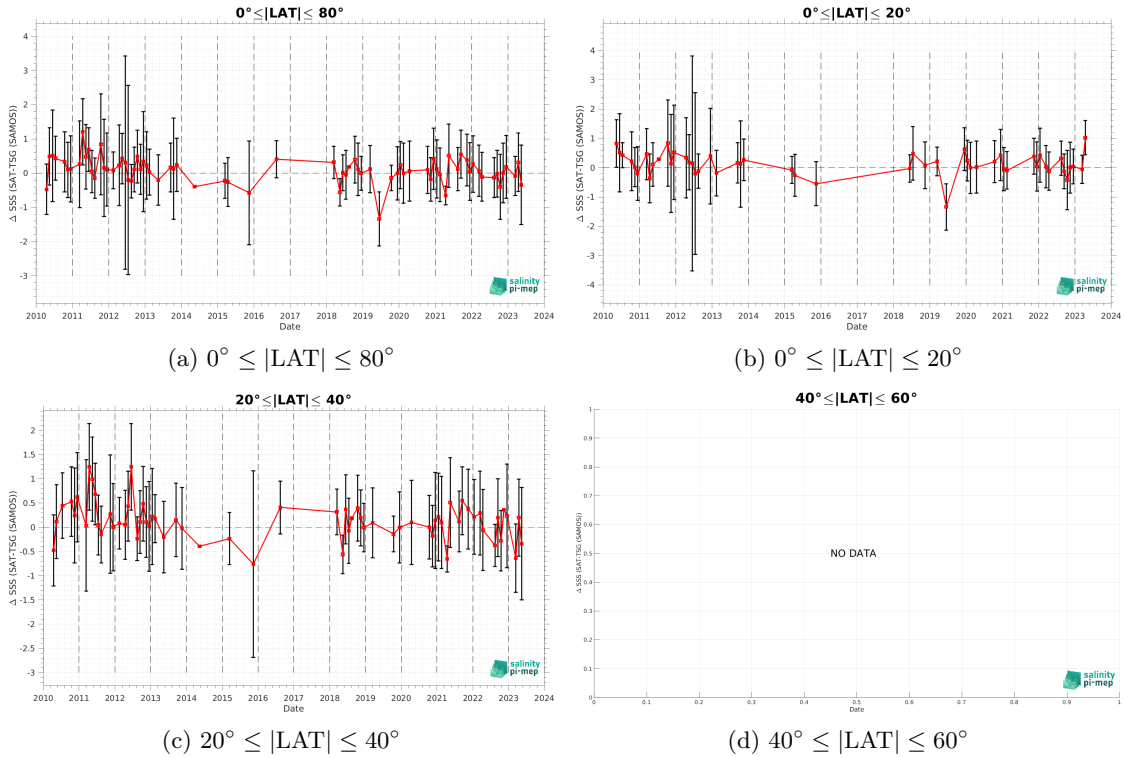 0°≤|LAT|≤ 80°
Δ SSS (SAT-TSG (SAMOS))
4
3
2
1
0
-1
-2
-3
2010 2011 2012 2013 2014 2015 2016 2017 2018 2019 2020 2021 2022 2023 2024
Date
salinity
pi-mep
(a) 0° ≤ |LAT| ≤ 80°
0°≤|LAT|≤ 20°
Δ SSS (SAT-TSG (SAMOS))
4
3
2
1
0
-1
-2
-3
-4
2010 2011 2012 2013 2014 2015 2016 2017 2018 2019 2020 2021 2022 2023 2024
Date
salinity
pi-mep
(b) 0° ≤ |LAT| ≤ 20°
20°≤|LAT|≤ 40°
Δ SSS (SAT-TSG (SAMOS))
2
1.5
1
0.5
0
-0.5
-1
-1.5
-2
-2.5
-3
2010 2011 2012 2013 2014 2015 2016 2017 2018 2019 2020 2021 2022 2023 2024
Date
salinity
pi-mep
(c) 20° ≤ |LAT| ≤ 40°
40°≤|LAT|≤ 60°
Δ SSS (SAT-TSG (SAMOS))
1
0.9
0.8
0.7
0.6
0.5
0.4
0.3
0.2
0.1
0
NO DATA
0 0.1 0.2 0.3 0.4 0.5 0.6 0.7 0.8 0.9 1
Date
salinity
pi-mep
(d) 40° ≤ |LAT| ≤ 60°